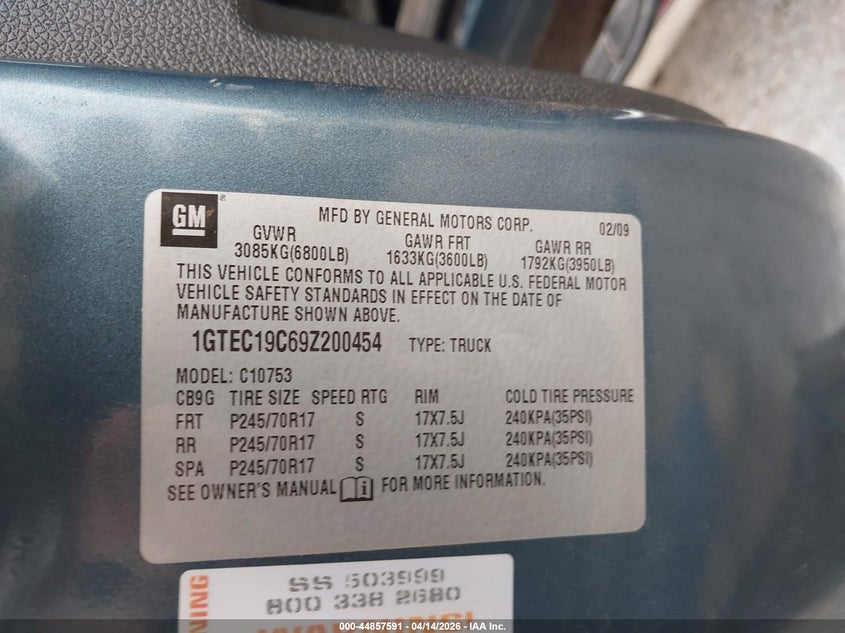 GM
MFD BY GENERAL MOTORS CORP. 02/09
GVWR GAWR FRT GAWR RR
3085KG(6800LB) 1633KG(3600LB) 1792KG(3950LB)
THIS VEHICLE CONFORMS TO ALL APPLICABLE U.S. FEDERAL MOTOR
VEHICLE SAFETY STANDARDS IN EFFECT ON THE DATE OF
MANUFACTURE SHOWN ABOVE.
1GTEC19C69Z200454 TYPE: TRUCK
MODEL: C10753
CB9G TIRE SIZE SPEED RTG RIM COLD TIRE PRESSURE
FRT P245/70R17 S 17X7.5J 240KPA(35PSI)
RR P245/70R17 S 17X7.5J 240KPA(35PSI)
SPA P245/70R17 S 17X7.5J 240KPA(35PSI)
SEE OWNER'S MANUAL i FOR MORE INFORMATION.
SS 503999
800 338 2680
000-44857591 - 04/14/2026 - IAA Inc.